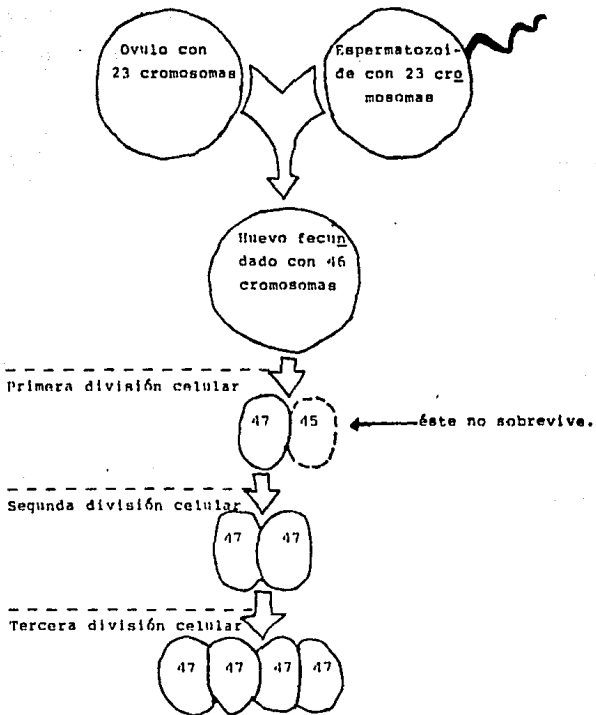 Ovulo con
23 cromosomas
Espermatozoi-
de con 23 cro
mosomas
Huevo fecun
dado con 46
cromosomas
Primera división celular
47 45
éste no sobrevive.
Segunda división celular
47 47
Tercera división celular
47 47 47 47